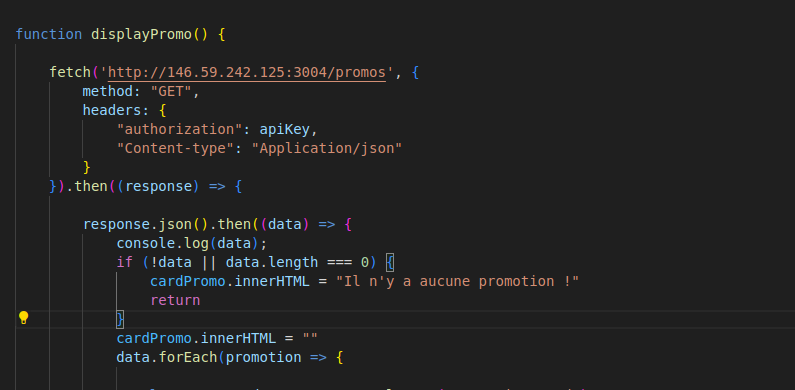 function displayPromo() {
fetch('http://146.59.242.125:3004/promos', {
method: "GET",
headers: {
"authorization": apiKey,
"Content-type": "Application/json"
}
}).then((response) => {
response.json().then((data) => {
console.log(data);
if (!data || data.length === 0) {
cardPromo.innerHTML = "Il n'y a aucune promotion !"
return
}
cardPromo.innerHTML = ""
data.forEach(promotion => {